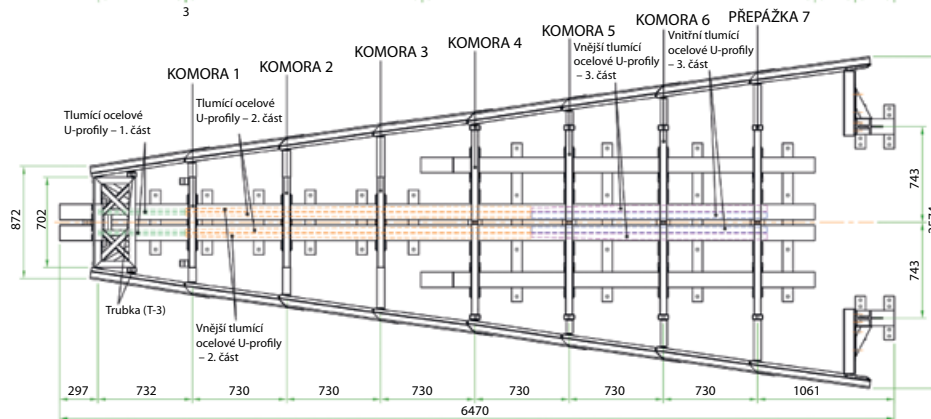 3
KOMORA 1
KOMORA 2
KOMORA 3
KOMORA 4
KOMORA 5
KOMORA 6
PŘEPÁŽKA 7
Tlumící ocelové
U-profily – 1. část
Tlumící ocelové
U-profily – 2. část
Vnější tlumící
ocelové U-profily
– 3. část
Vnitřní tlumící
ocelové U-profily
– 3. část
872
702
743
743
Trubka (T-3)
Vnější tlumící
ocelové U-profily
– 2. část
297
732
730
730
730
730
730
730
1061
6470